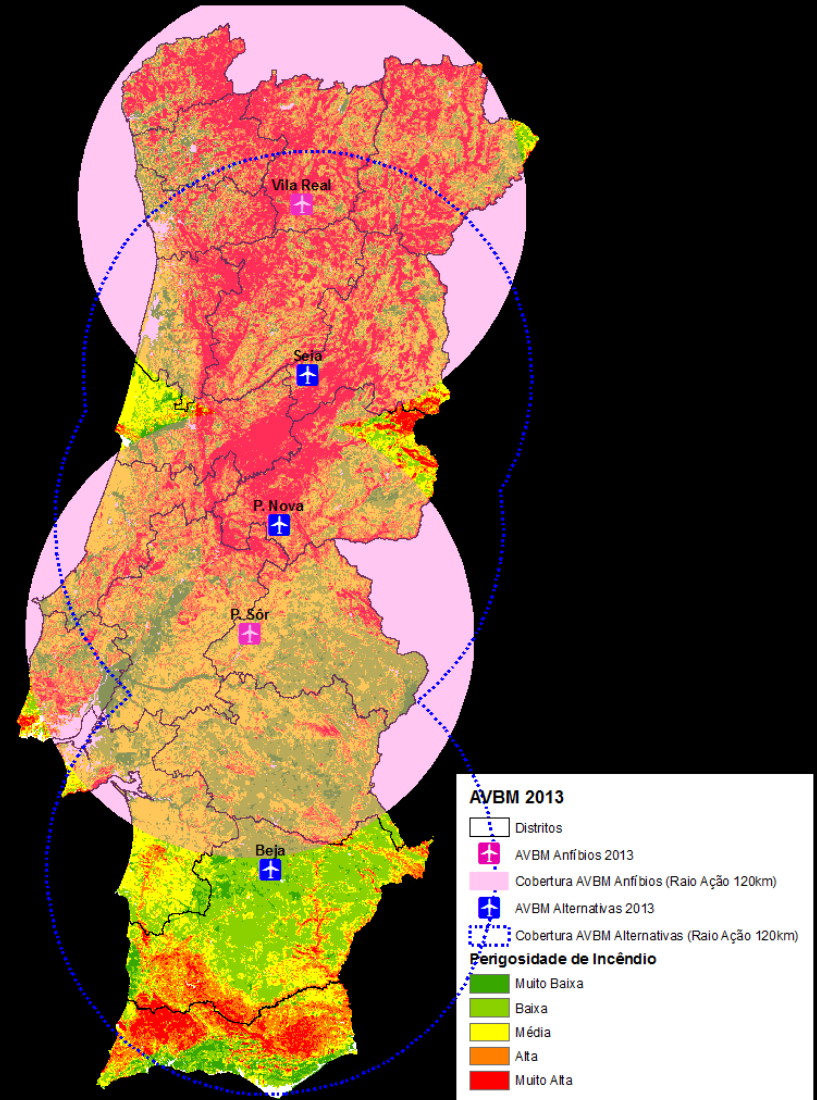 Vila Real
Seia
P. Nova
P. Sôr
Beja
AVBM 2013
Distritos
AVBM Anfíbios 2013
Cobertura AVBM Anfíbios (Raio Ação 120km)
AVBM Alternativas 2013
Cobertura AVBM Alternativas (Raio Ação 120km)
Perigosidade de Incêndio
Muito Baixa
Baixa
Média
Alta
Muito Alta